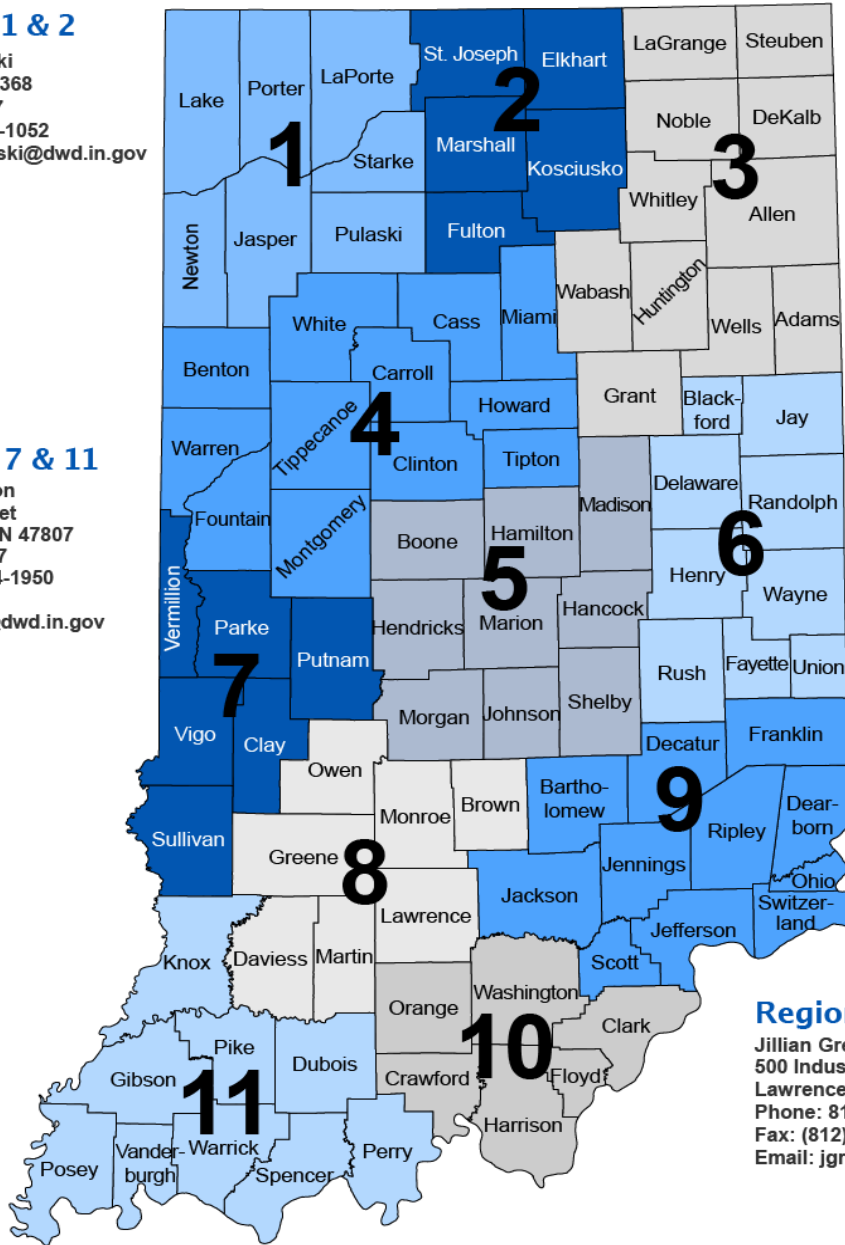 1 & 2
ki
368
7
-1052
ski@dwd.in.gov
7 & 11
on
et
N 47807
7
4-1950
@dwd.in.gov
Lake
Porter
LaPorte
St. Joseph
Elkhart
LaGrange
Steuben
1
Starke
2
Marshall
Kosciusko
Noble
DeKalb
3
Whitley
Allen
Newton
Jasper
Pulaski
Fulton
White
Cass
Miami
Wabash
Huntington
Wells
Adams
Benton
Carroll
Grant
Black-
ford
Jay
4
Howard
Warren
Tippecanoe
Clinton
Tipton
Madison
Delaware
Randolph
Fountain
Montgomery
Boone
Hamilton
5
6
Henry
Wayne
Vermillion
Parke
Putnam
Hendricks
Marion
Hancock
7
Rush
Fayette
Union
Vigo
Clay
Morgan
Johnson
Shelby
Decatur
Franklin
Owen
Monroe
Brown
Bartho-
lomew
9
Ripley
Dear-
born
Sullivan
Greene
8
Jennings
Ohio
Jackson
Switzer-
land
Lawrence
Jefferson
Knox
Daviess
Martin
Scott
Orange
Washington
Clark
10
Pike
Dubois
Gibson
Crawford
Floyd
11
Harrison
Posey
Vander-
burgh
Warrick
Perry
Spencer
Region
Jillian Gre
500 Indus
Lawrence
Phone: 81
Fax: (812)
Email: jgr